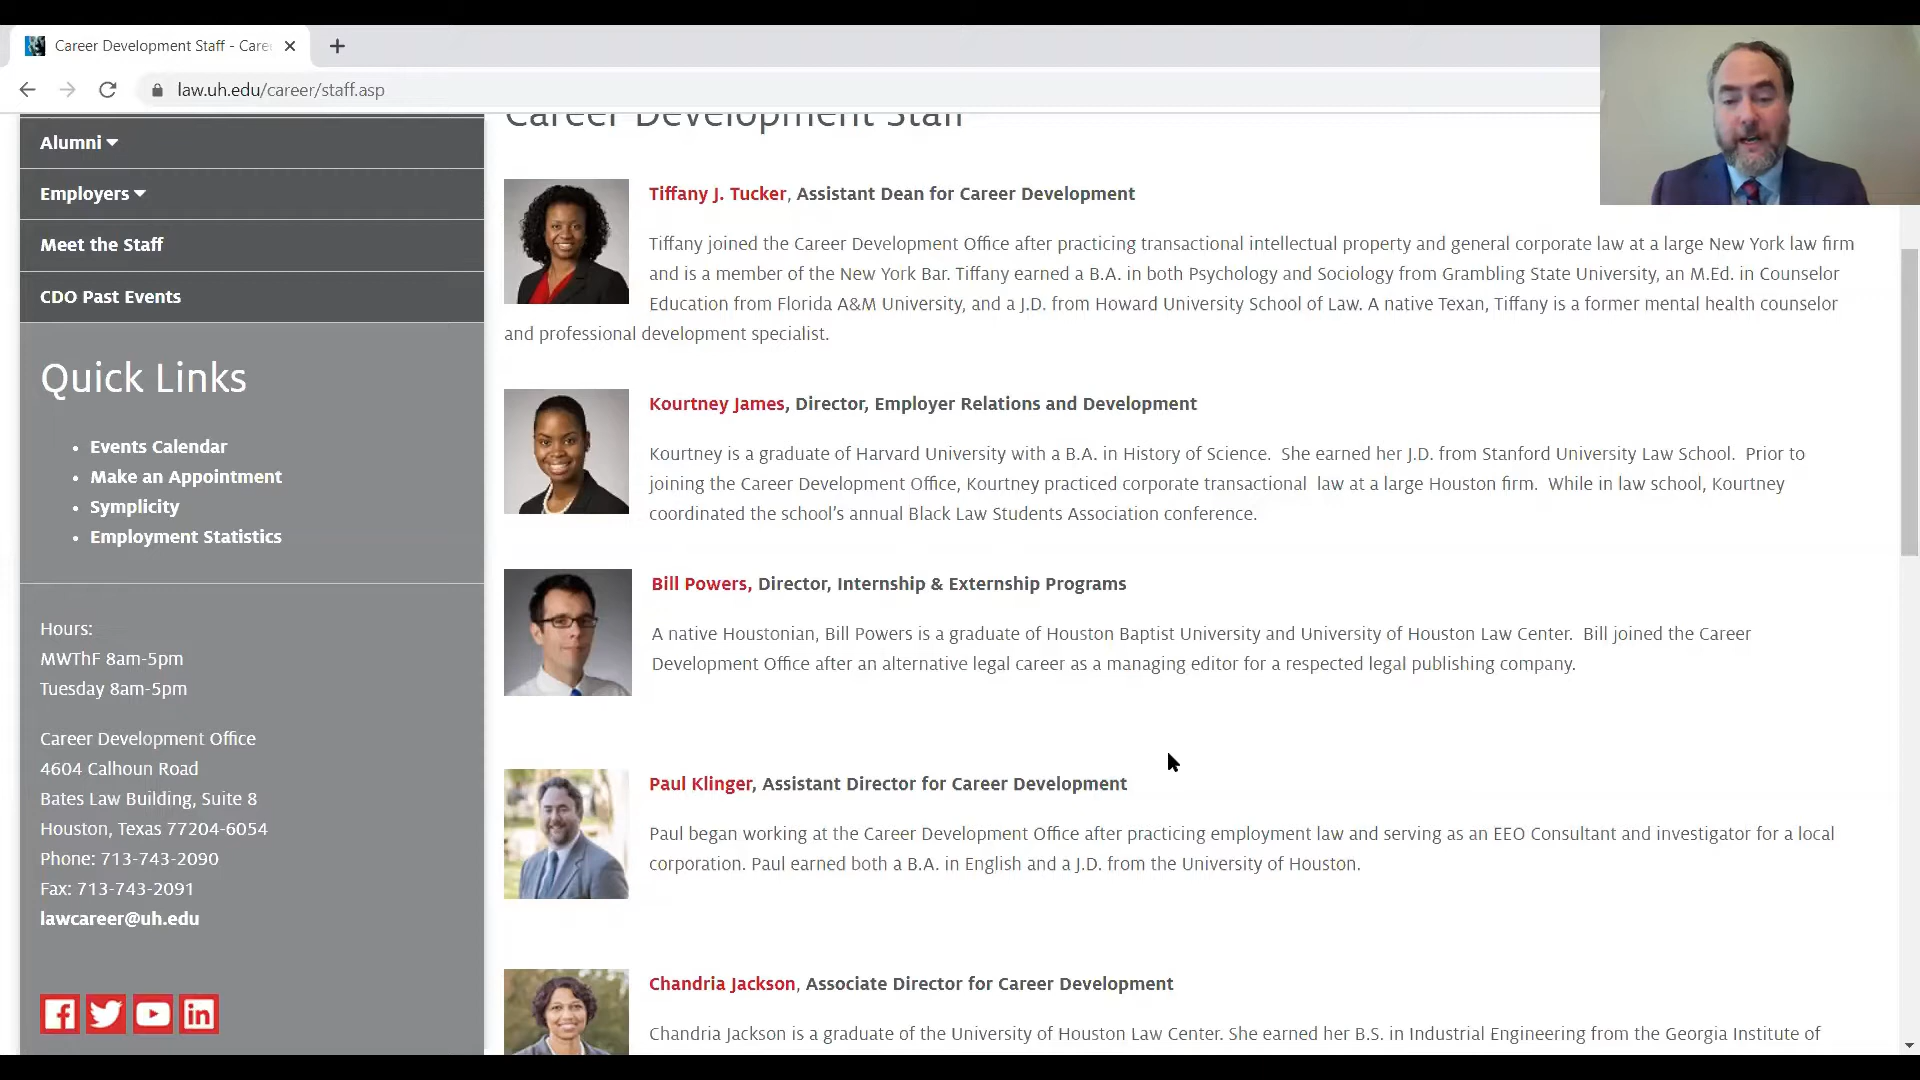 Career Development Staff - Care
law.uh.edu/career/staff.asp
Alumni
Employers
Meet the Staff
CDO Past Events
Quick Links
• Events Calendar
• Make an Appointment
• Symplicity
• Employment Statistics
Hours:
MWThF 8am-5pm
Tuesday 8am-5pm
Career Development Office
4604 Calhoun Road
Bates Law Building, Suite 8
Houston, Texas 77204-6054
Phone: 713-743-2090
Fax: 713-743-2091
lawcareer@uh.edu
Career Development Staff
Tiffany J. Tucker, Assistant Dean for Career Development
Tiffany joined the Career Development Office after practicing transactional intellectual property and general corporate law at a large New York law firm
and is a member of the New York Bar. Tiffany earned a B.A. in both Psychology and Sociology from Grambling State University, an M.Ed. in Counselor
Education from Florida A&M University, and a J.D. from Howard University School of Law. A native Texan, Tiffany is a former mental health counselor
and professional development specialist.
Kourtney James, Director, Employer Relations and Development
Kourtney is a graduate of Harvard University with a B.A. in History of Science.  She earned her J.D. from Stanford University Law School.  Prior to
joining the Career Development Office, Kourtney practiced corporate transactional  law at a large Houston firm.  While in law school, Kourtney
coordinated the school’s annual Black Law Students Association conference.
Bill Powers, Director, Internship & Externship Programs
A native Houstonian, Bill Powers is a graduate of Houston Baptist University and University of Houston Law Center.  Bill joined the Career
Development Office after an alternative legal career as a managing editor for a respected legal publishing company.
Paul Klinger, Assistant Director for Career Development
Paul began working at the Career Development Office after practicing employment law and serving as an EEO Consultant and investigator for a local
corporation. Paul earned both a B.A. in English and a J.D. from the University of Houston.
Chandria Jackson, Associate Director for Career Development
Chandria Jackson is a graduate of the University of Houston Law Center. She earned her B.S. in Industrial Engineering from the Georgia Institute of